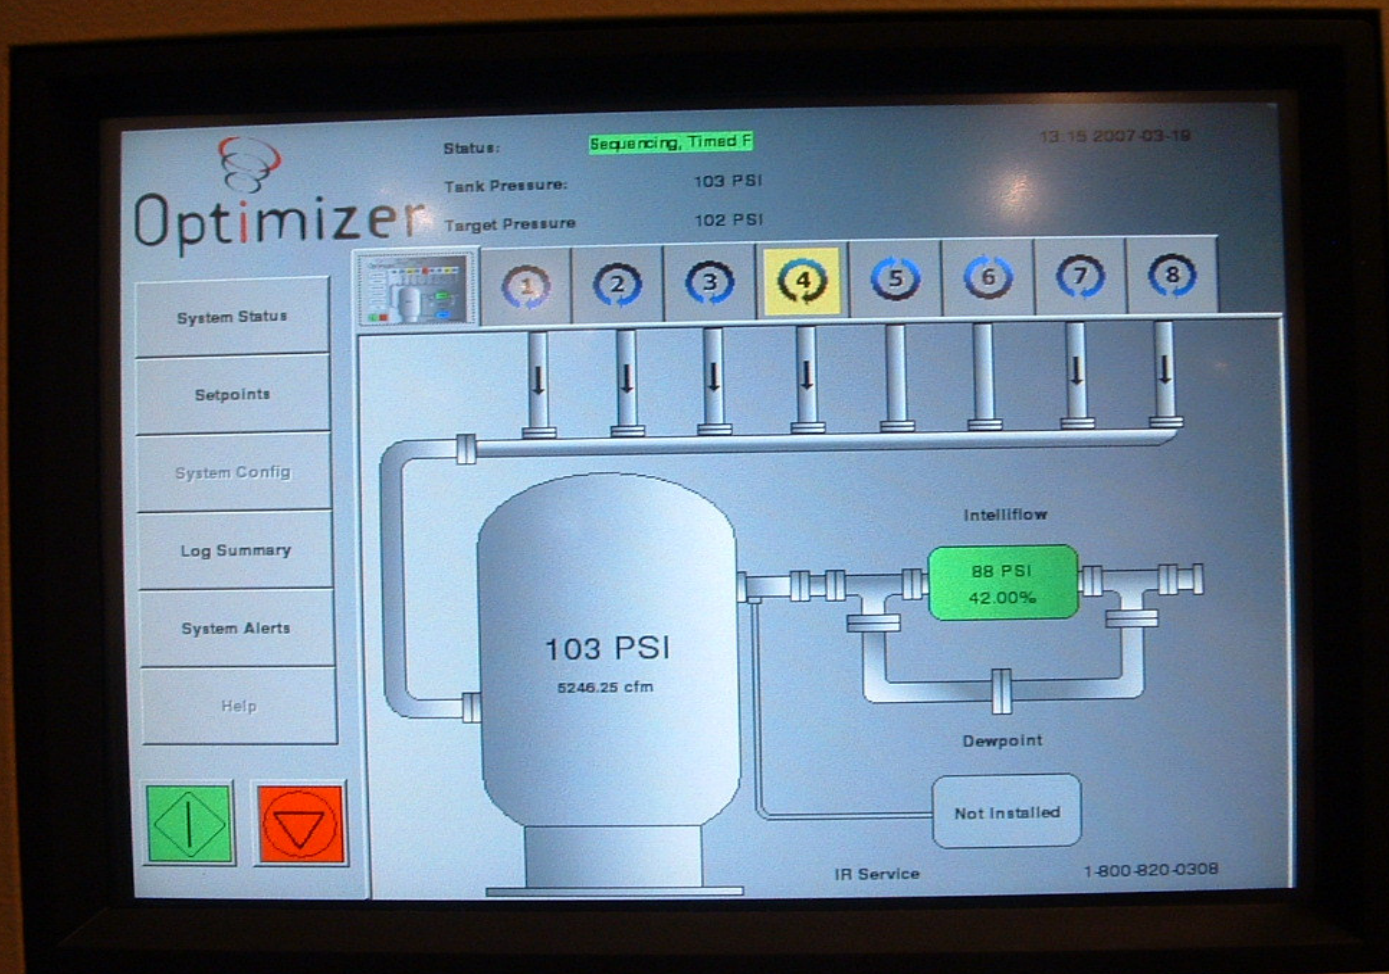 Optimizer
Status: Sequencing, Timed F
13:15 2007-03-19
Tank Pressure: 103 PSI
Target Pressure 102 PSI
1 2 3 4 5 6 7 8
System Status
Setpoints
System Config
Log Summary
System Alerts
Help
103 PSI
5246.25 cfm
Intelliflow
88 PSI
42.00%
Dewpoint
Not Installed
IR Service 1-800-820-0308